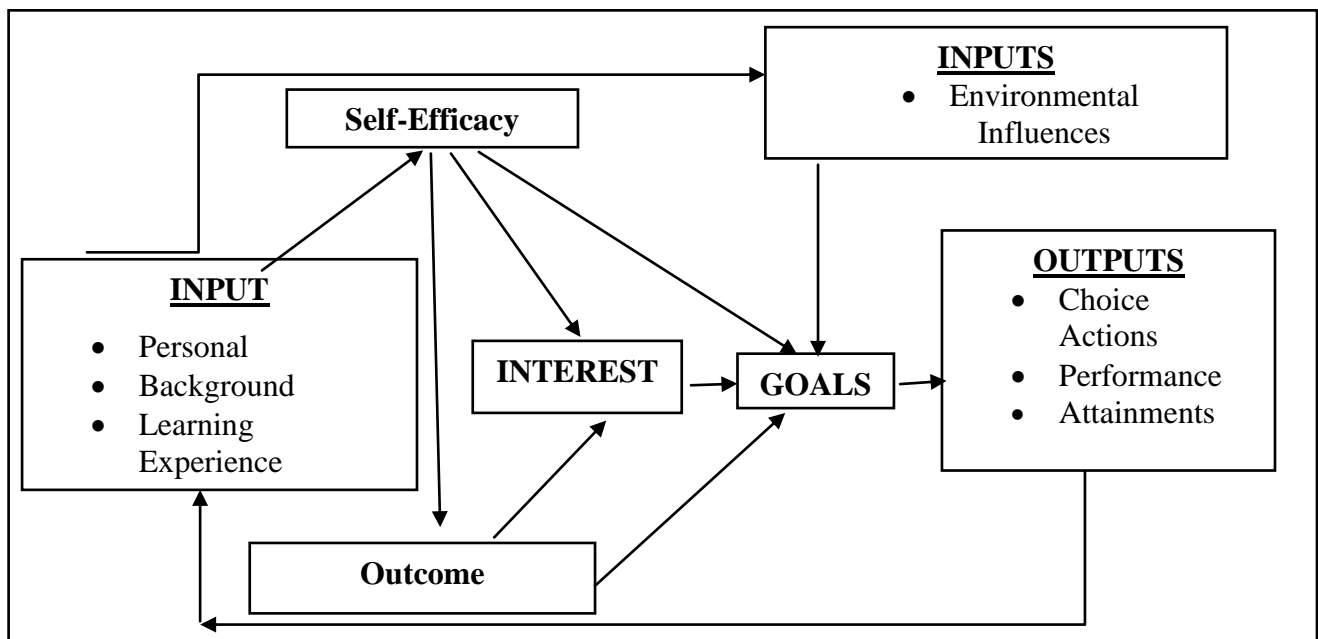 INPUTS
• Environmental
Influences
Self-Efficacy
INPUT
• Personal
• Background
• Learning
Experience
INTEREST
GOALS
OUTPUTS
• Choice
Actions
• Performance
• Attainments
Outcome